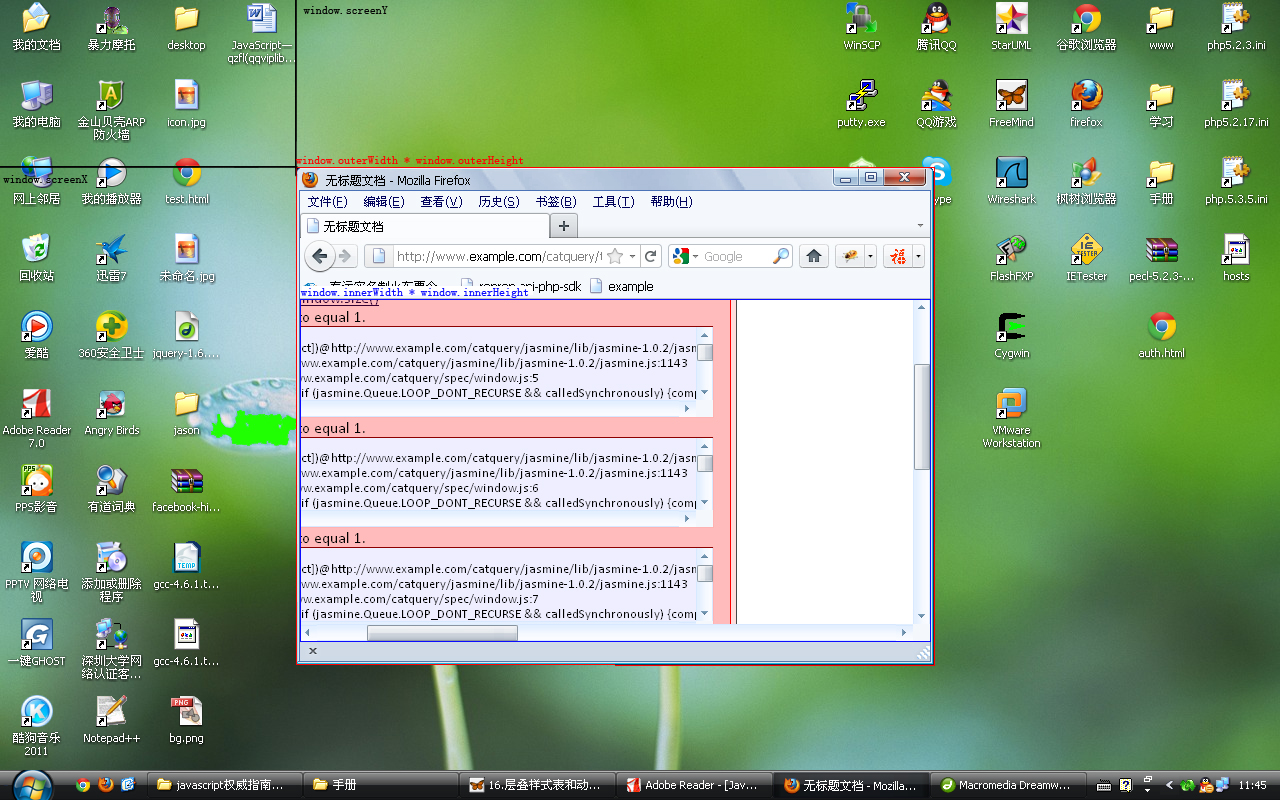 window.screenY
window.screenX
window.outerWidth * window.outerHeight
window.innerWidth * window.innerHeight
我的文档
暴力摩托
desktop
JavaScript—
qzfl(qqviplib...
WinSCP
腾讯QQ
StarUML
谷歌浏览器
www
php5.2.3.ini
我的电脑
金山贝壳ARP
防火墙
icon.jpg
putty.exe
QQ游戏
FreeMind
firefox
学习
php5.2.17.ini
网上邻居
我的播放器
test.html
Wireshark
枫树浏览器
手册
php.5.3.5.ini
回收站
迅雷7
未命名.jpg
FlashFXP
IETester
pecl-5.2.3-...
hosts
爱酷
360安全卫士
jquery-1.6....
Cygwin
auth.html
Adobe Reader
7.0
Angry Birds
jason
VMware
Workstation
PPS影音
有道词典
facebook-hi...
PPTV 网络电
视
添加或删除
程序
gcc-4.6.1.t...
一键GHOST
深圳大学网
络认证客...
gcc-4.6.1.t...
酷狗音乐
2011
Notepad++
bg.png
无标题文档 - Mozilla Firefox
文件(F) 编辑(E) 查看(V) 历史(S) 书签(B) 工具(T) 帮助(H)
无标题文档
http://www.example.com/catquery/
Google
福
renren-api-php-sdk
example
window.size()
to equal 1.
ct])@http://www.example.com/catquery/jasmine/lib/jasmine-1.0.2/jasm
ww.example.com/catquery/jasmine/lib/jasmine-1.0.2/jasmine.js:1143
ww.example.com/catquery/spec/window.js:5
if (jasmine.Queue.LOOP_DONT_RECURSE && calledSynchronously) {comp
to equal 1.
ct])@http://www.example.com/catquery/jasmine/lib/jasmine-1.0.2/jasm
ww.example.com/catquery/jasmine/lib/jasmine-1.0.2/jasmine.js:1143
ww.example.com/catquery/spec/window.js:6
if (jasmine.Queue.LOOP_DONT_RECURSE && calledSynchronously) {comp
to equal 1.
ct])@http://www.example.com/catquery/jasmine/lib/jasmine-1.0.2/jasm
ww.example.com/catquery/jasmine/lib/jasmine-1.0.2/jasmine.js:1143
ww.example.com/catquery/spec/window.js:7
if (jasmine.Queue.LOOP_DONT_RECURSE && calledSynchronously) {comp
javascript权威指南...
手册
16.层叠样式表和动...
Adobe Reader - [Jav...
无标题文档 - Mozilla...
Macromedia Dreamw...
11:45